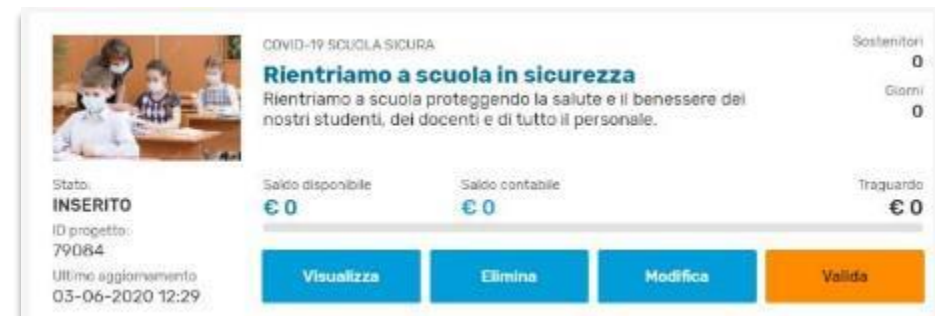 COVID-19 SCUOLA SICURA
Rientriamo a scuola in sicurezza
Rientriamo a scuola proteggendo la salute e il benessere dei
nostri studenti, dei docenti e di tutto il personale.
Sostenitori
0
Giorni
0
Stato:
INSERITO
ID progetto:
79084
Ultimo aggiornamento
03-06-2020 12:29
Saldo disponibile
€ 0
Saldo contabile
€ 0
Traguardo
€ 0
Visualizza
Elimina
Modifica
Valida